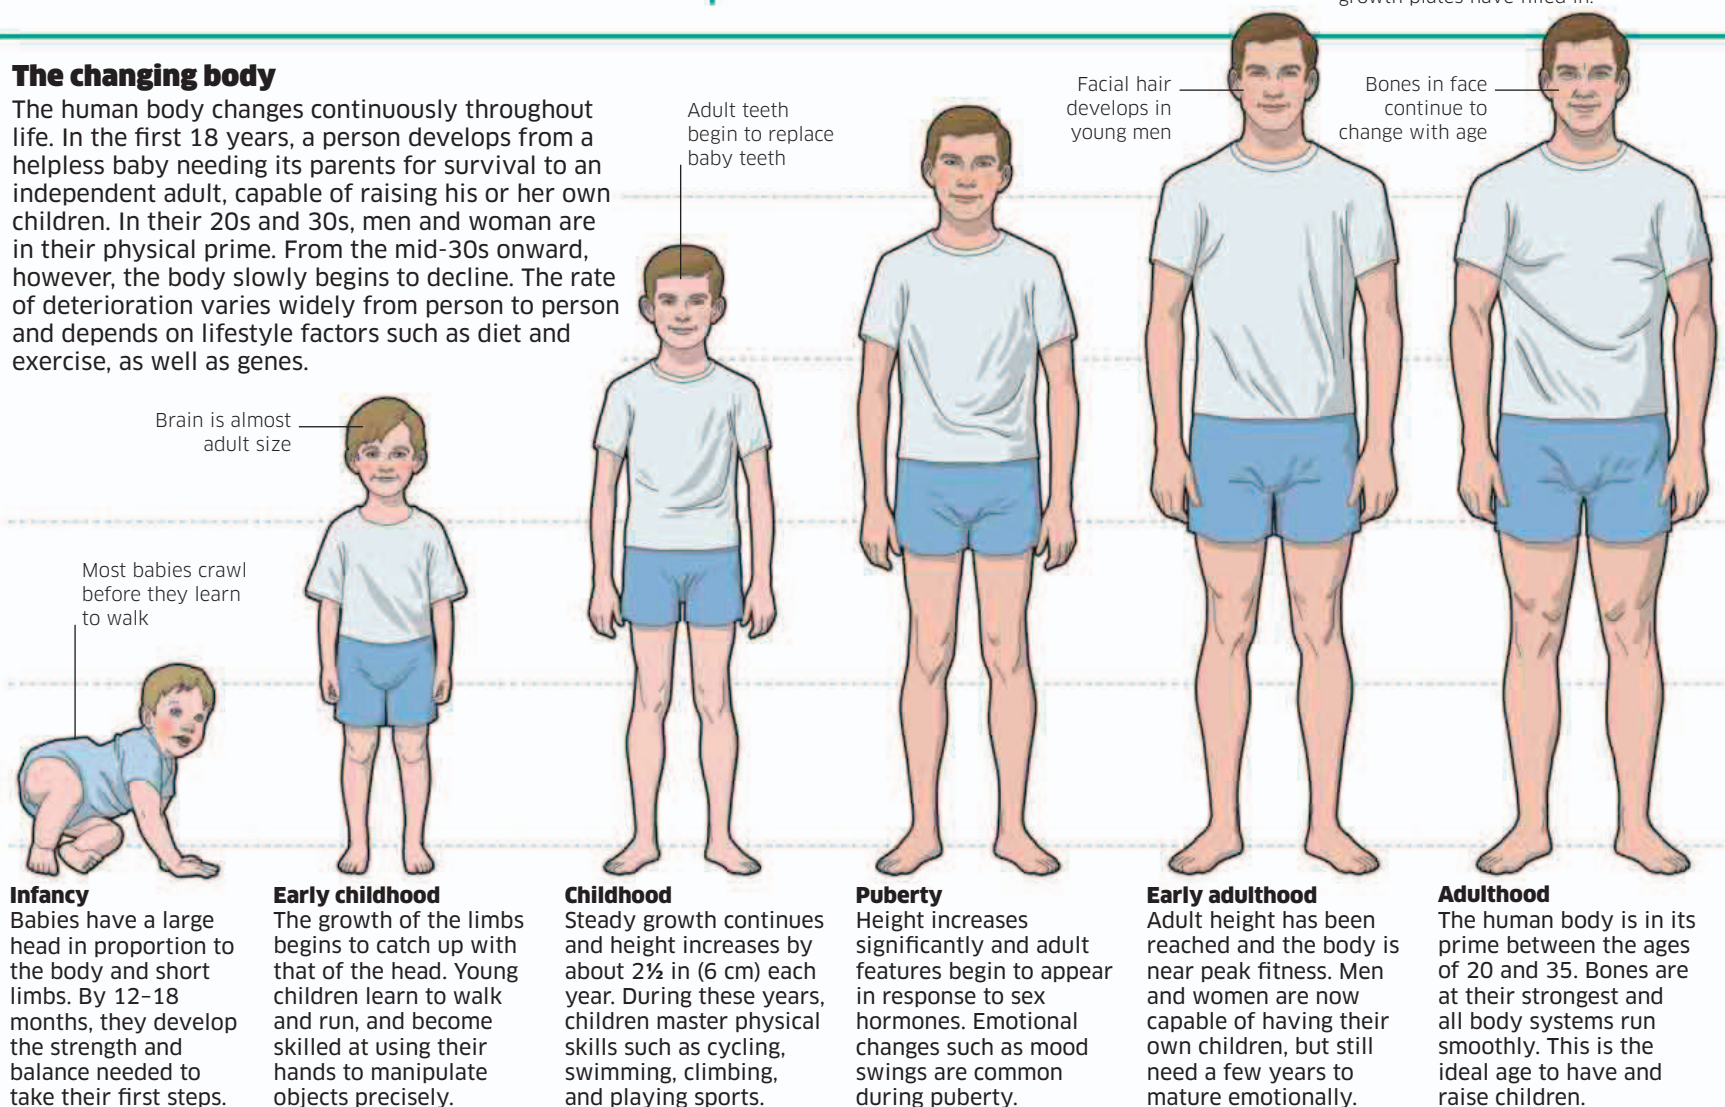 growth plates have filled in.
The changing body
The human body changes continuously throughout
life. In the first 18 years, a person develops from a
helpless baby needing its parents for survival to an
independent adult, capable of raising his or her own
children. In their 20s and 30s, men and woman are
in their physical prime. From the mid-30s onward,
however, the body slowly begins to decline. The rate
of deterioration varies widely from person to person
and depends on lifestyle factors such as diet and
exercise, as well as genes.
Most babies crawl
before they learn
to walk
Brain is almost
adult size
Adult teeth
begin to replace
baby teeth
Facial hair
develops in
young men
Bones in face
continue to
change with age
Infancy
Babies have a large
head in proportion to
the body and short
limbs. By 12–18
months, they develop
the strength and
balance needed to
take their first steps.
Early childhood
The growth of the limbs
begins to catch up with
that of the head. Young
children learn to walk
and run, and become
skilled at using their
hands to manipulate
objects precisely.
Childhood
Steady growth continues
and height increases by
about 2½ in (6 cm) each
year. During these years,
children master physical
skills such as cycling,
swimming, climbing,
and playing sports.
Puberty
Height increases
significantly and adult
features begin to appear
in response to sex
hormones. Emotional
changes such as mood
swings are common
during puberty.
Early adulthood
Adult height has been
reached and the body is
near peak fitness. Men
and women are now
capable of having their
own children, but still
need a few years to
mature emotionally.
Adulthood
The human body is in its
prime between the ages
of 20 and 35. Bones are
at their strongest and
all body systems run
smoothly. This is the
ideal age to have and
raise children.